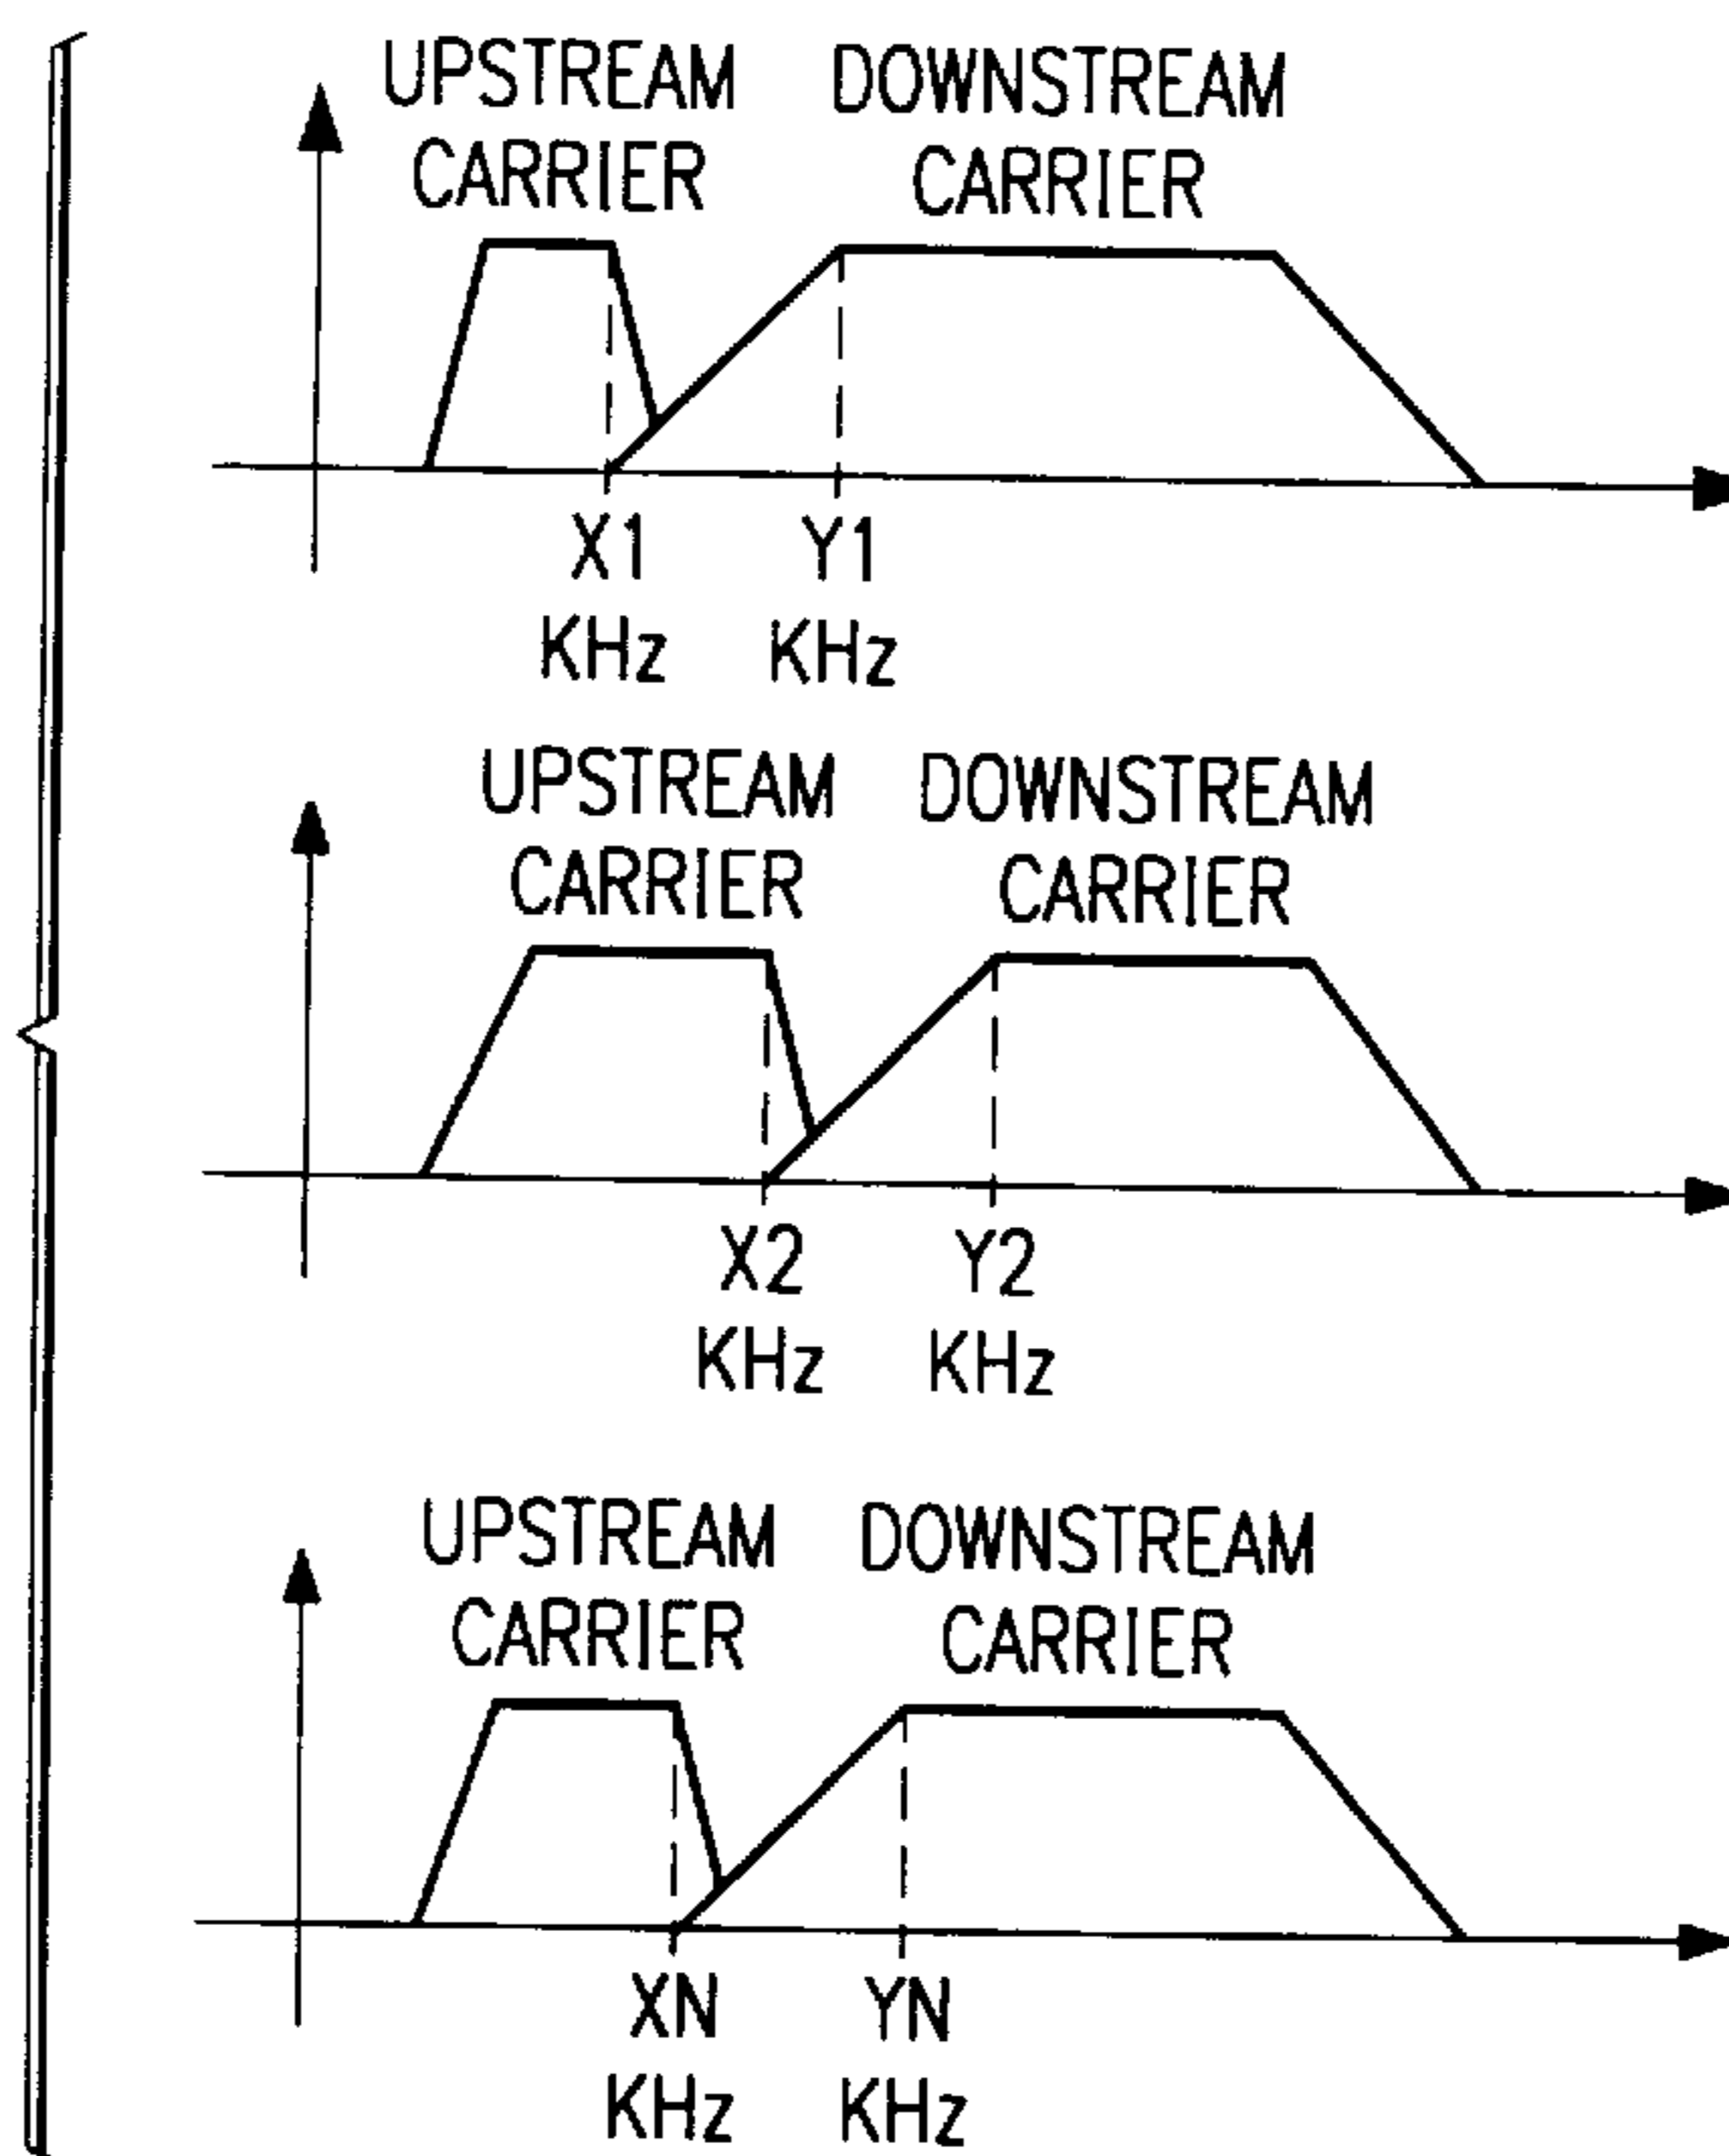 UPSTREAM DOWNSTREAM
CARRIER CARRIER
X1 Y1
KHz KHz
UPSTREAM DOWNSTREAM
CARRIER CARRIER
X2 Y2
KHz KHz
UPSTREAM DOWNSTREAM
CARRIER CARRIER
XN YN
KHz KHz